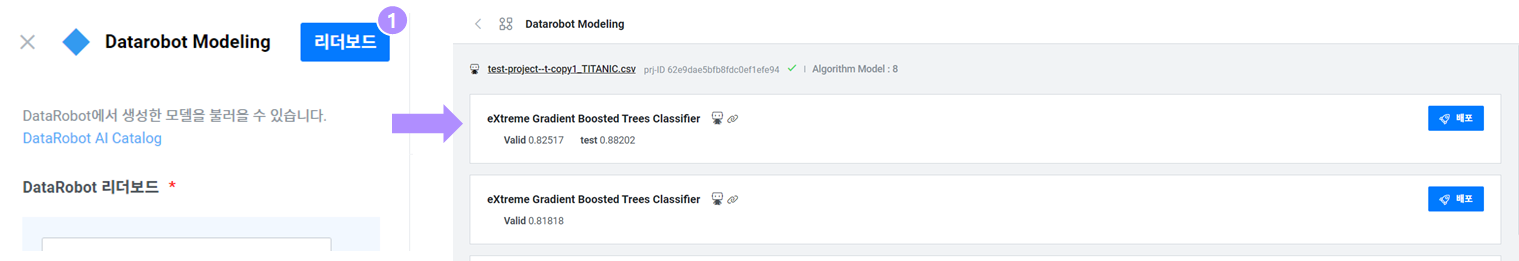 1
Datarobot Modeling
리더보드
DataRobot에서 생성한 모델을 불러올 수 있습니다.
DataRobot AI Catalog
DataRobot 리더보드 *
Datarobot Modeling
test-project--t-copy1_TITANIC.csv prj-ID 62e9dae5bfb8fdc0ef1efe94 | Algorithm Model : 8
eXtreme Gradient Boosted Trees Classifier
배포
Valid 0.82517 test 0.88202
eXtreme Gradient Boosted Trees Classifier
배포
Valid 0.81818